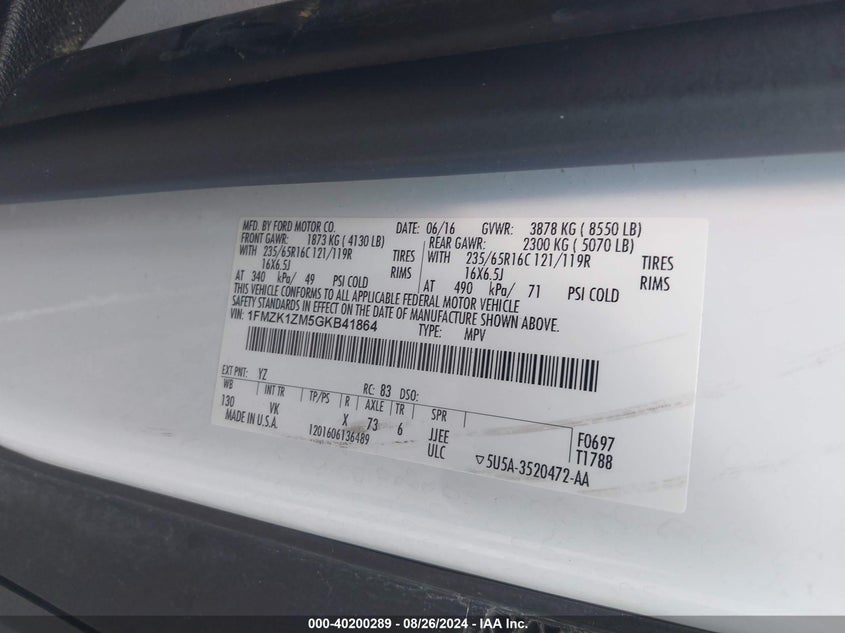 MFD. BY FORD MOTOR CO. DATE: 06/16 GVWR: 3878 KG ( 8550 LB)
FRONT GAWR: 1873 KG ( 4130 LB) REAR GAWR: 2300 KG ( 5070 LB)
WITH 235/65R16C 121/119R TIRES WITH 235/65R16C 121/119R TIRES
16X6.5J RIMS 16X6.5J RIMS
AT 340 kPa/ 49 PSI COLD AT 490 kPa/ 71 PSI COLD
THIS VEHICLE CONFORMS TO ALL APPLICABLE FEDERAL MOTOR VEHICLE
SAFETY STANDARDS IN EFFECT ON THE DATE OF MANUFACTURE SHOWN ABOVE.
VIN: 1FMZK1ZM5GKB41864 TYPE: MPV
EXT PNT: YZ RC: 83 DSO:
WB INT TR TP/PS R AXLE TR SPR
130 VK X 73 6 JJEE F0697
MADE IN U.S.A. 1201606136489 ULC T1788
▽5U5A-3520472-AA
000-40200289 - 08/26/2024 - IAA Inc.